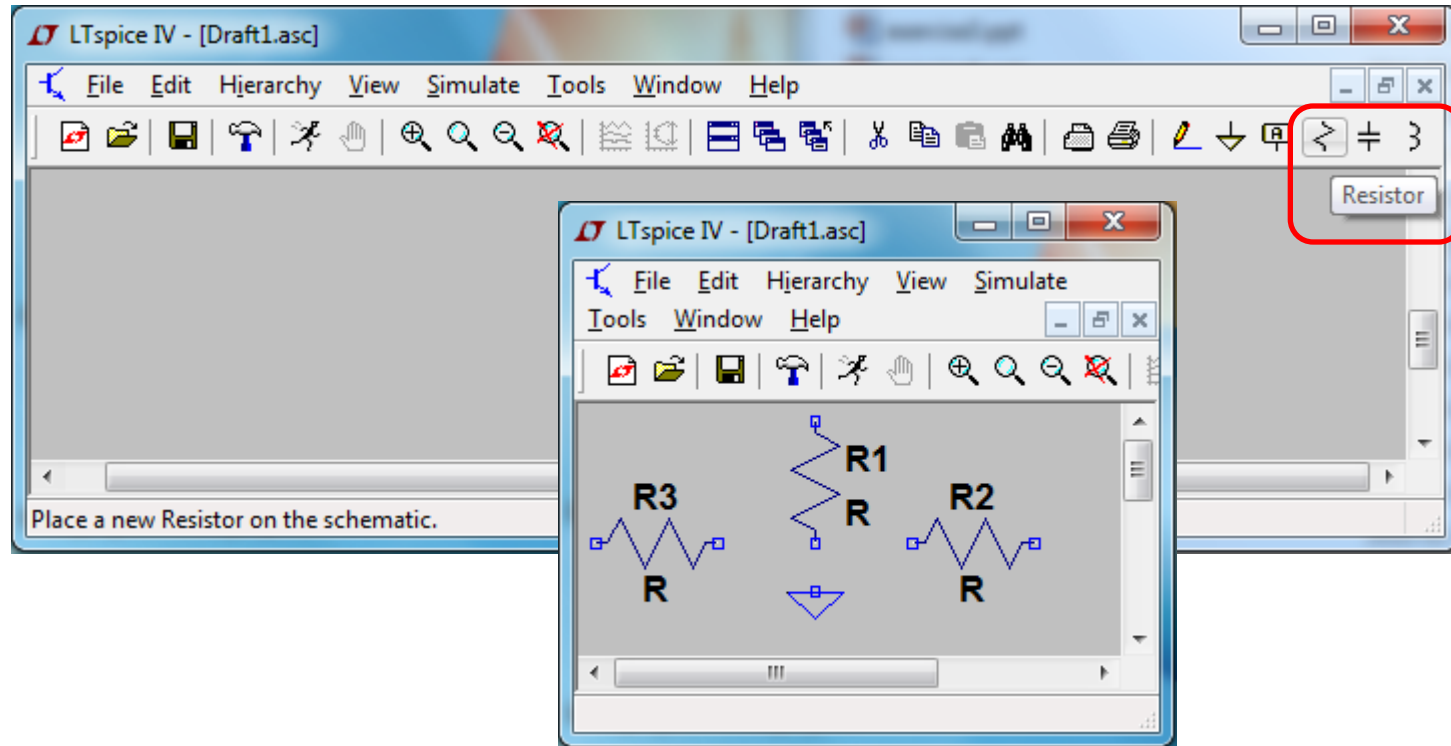 LTspice IV - [Draft1.asc]
File Edit Hierarchy View Simulate Tools Window Help
Resistor
Place a new Resistor on the schematic.
LTspice IV - [Draft1.asc]
File Edit Hierarchy View Simulate
Tools Window Help
R1
R
R3
R
R2
R